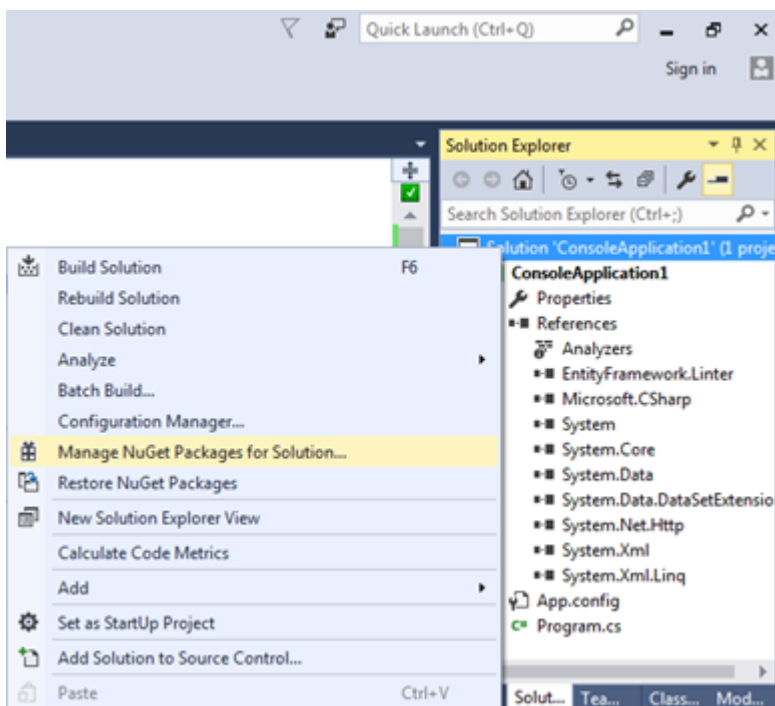 Quick Launch (Ctrl+Q)
Sign in
Solution Explorer
Search Solution Explorer (Ctrl+;)
Solution 'ConsoleApplication1' (1 proje
ConsoleApplication1
Properties
References
Analyzers
EntityFramework.Linter
Microsoft.CSharp
System
System.Core
System.Data
System.Data.DataSetExtensio
System.Net.Http
System.Xml
System.Xml.Linq
App.config
C# Program.cs
Build Solution F6
Rebuild Solution
Clean Solution
Analyze
Batch Build...
Configuration Manager...
Manage NuGet Packages for Solution...
Restore NuGet Packages
New Solution Explorer View
Calculate Code Metrics
Add
Set as StartUp Project
Add Solution to Source Control...
Paste Ctrl+V
Solut... Tea... Class... Mod...